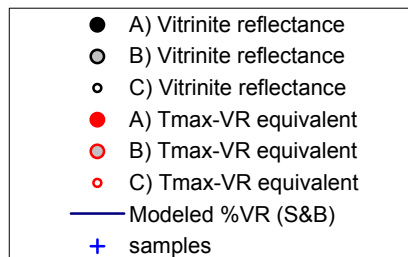 A) Vitrinite reflectance
B) Vitrinite reflectance
C) Vitrinite reflectance
A) Tmax-VR equivalent
B) Tmax-VR equivalent
C) Tmax-VR equivalent
Modeled %VR (S&B)
samples